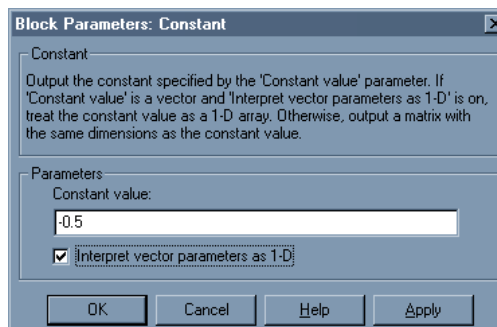 Block Parameters: Constant
Constant
Output the constant specified by the 'Constant value' parameter. If
'Constant value' is a vector and 'Interpret vector parameters as 1-D' is on,
treat the constant value as a 1-D array. Otherwise, output a matrix with
the same dimensions as the constant value.
Parameters
Constant value:
-0.5
Interpret vector parameters as 1-D
OK Cancel Help Apply